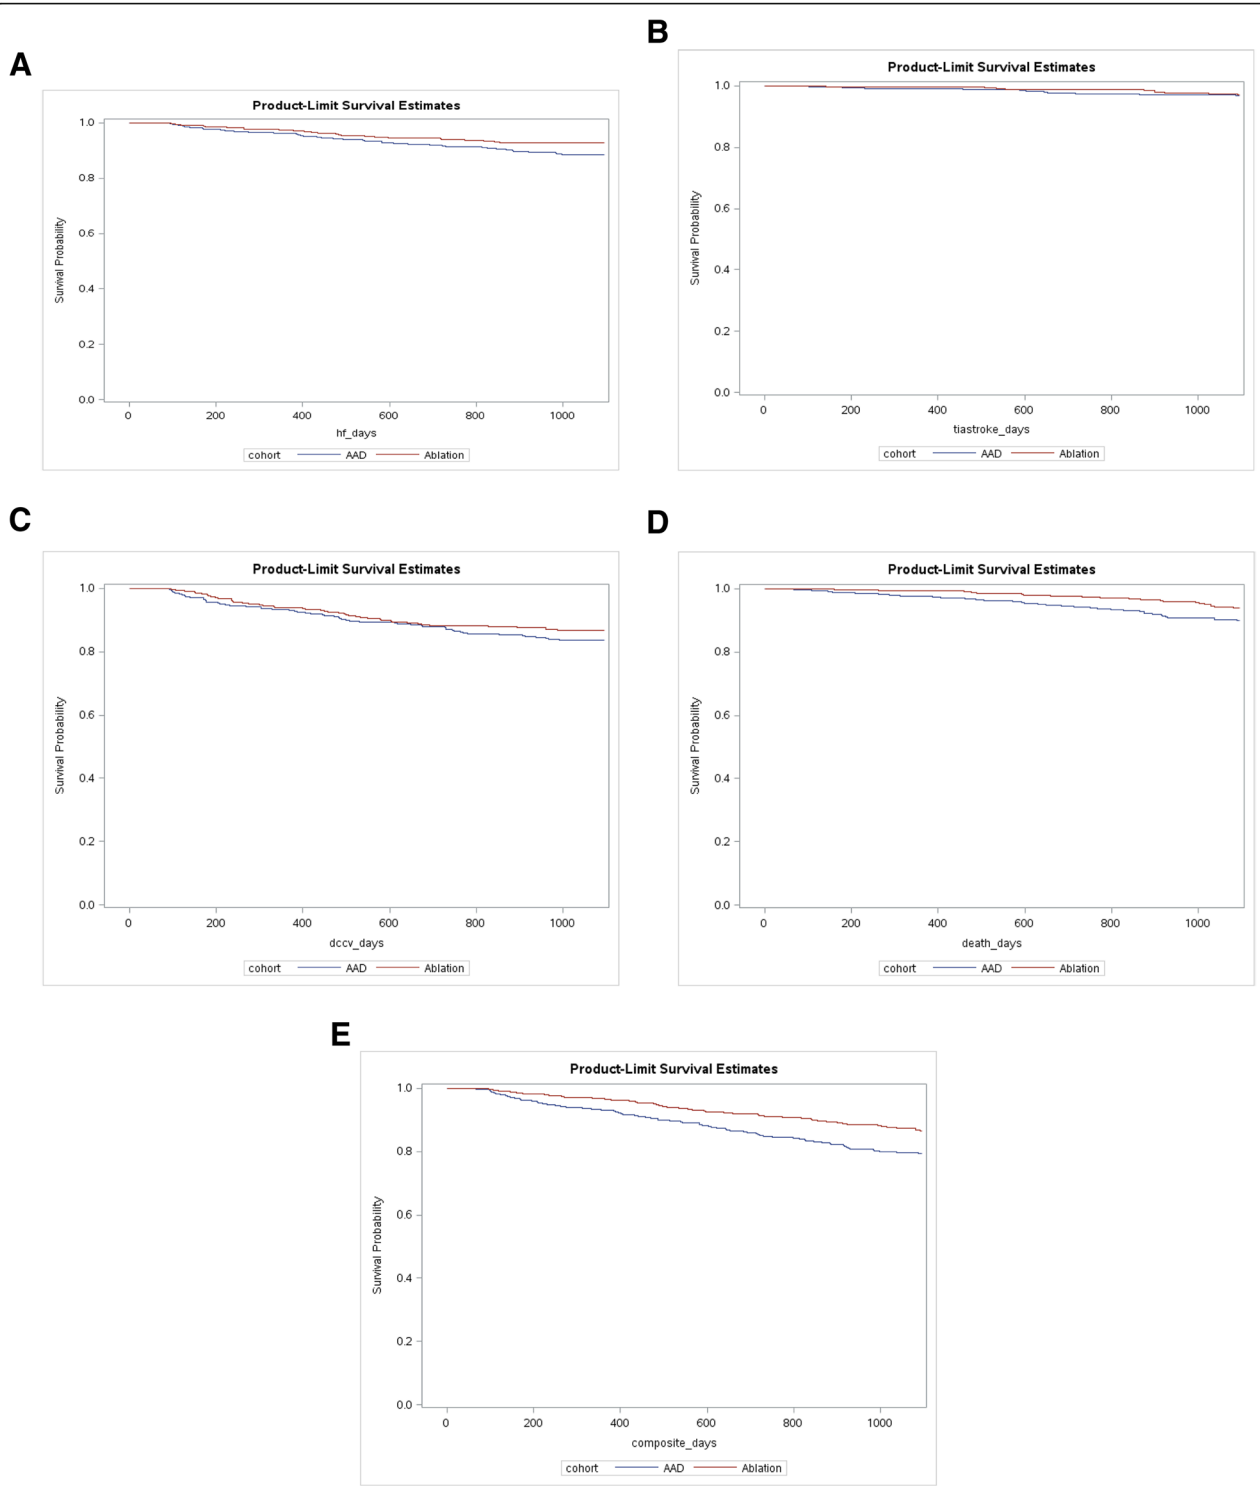 A
Product-Limit Survival Estimates
1.0
0.8
0.6
0.4
0.2
0.0
Survival Probability
0 200 400 600 800 1000
hf_days
cohort AAD Ablation
B
Product-Limit Survival Estimates
1.0
0.8
0.6
0.4
0.2
0.0
Survival Probability
0 200 400 600 800 1000
tiastroke_days
cohort AAD Ablation
C
Product-Limit Survival Estimates
1.0
0.8
0.6
0.4
0.2
0.0
Survival Probability
0 200 400 600 800 1000
dccv_days
cohort AAD Ablation
D
Product-Limit Survival Estimates
1.0
0.8
0.6
0.4
0.2
0.0
Survival Probability
0 200 400 600 800 1000
death_days
cohort AAD Ablation
E
Product-Limit Survival Estimates
1.0
0.8
0.6
0.4
0.2
0.0
Survival Probability
0 200 400 600 800 1000
composite_days
cohort AAD Ablation